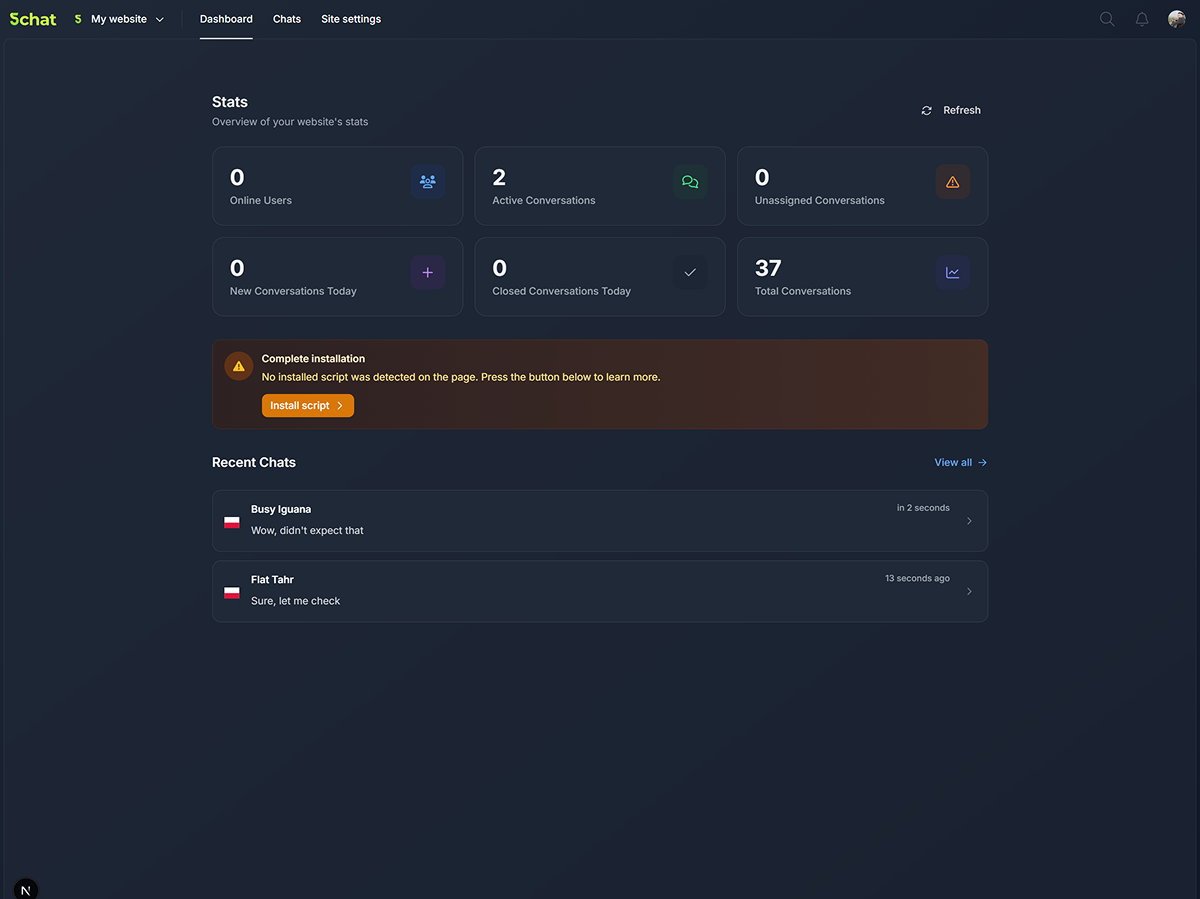 5chat
5 My website
Dashboard Chats Site settings
Stats
Overview of your website's stats
Refresh
0
Online Users
2
Active Conversations
0
Unassigned Conversations
0
New Conversations Today
0
Closed Conversations Today
37
Total Conversations
Complete installation
No installed script was detected on the page. Press the button below to learn more.
Install script
Recent Chats
View all
Busy Iguana
in 2 seconds
Wow, didn't expect that
Flat Tahr
13 seconds ago
Sure, let me check
N